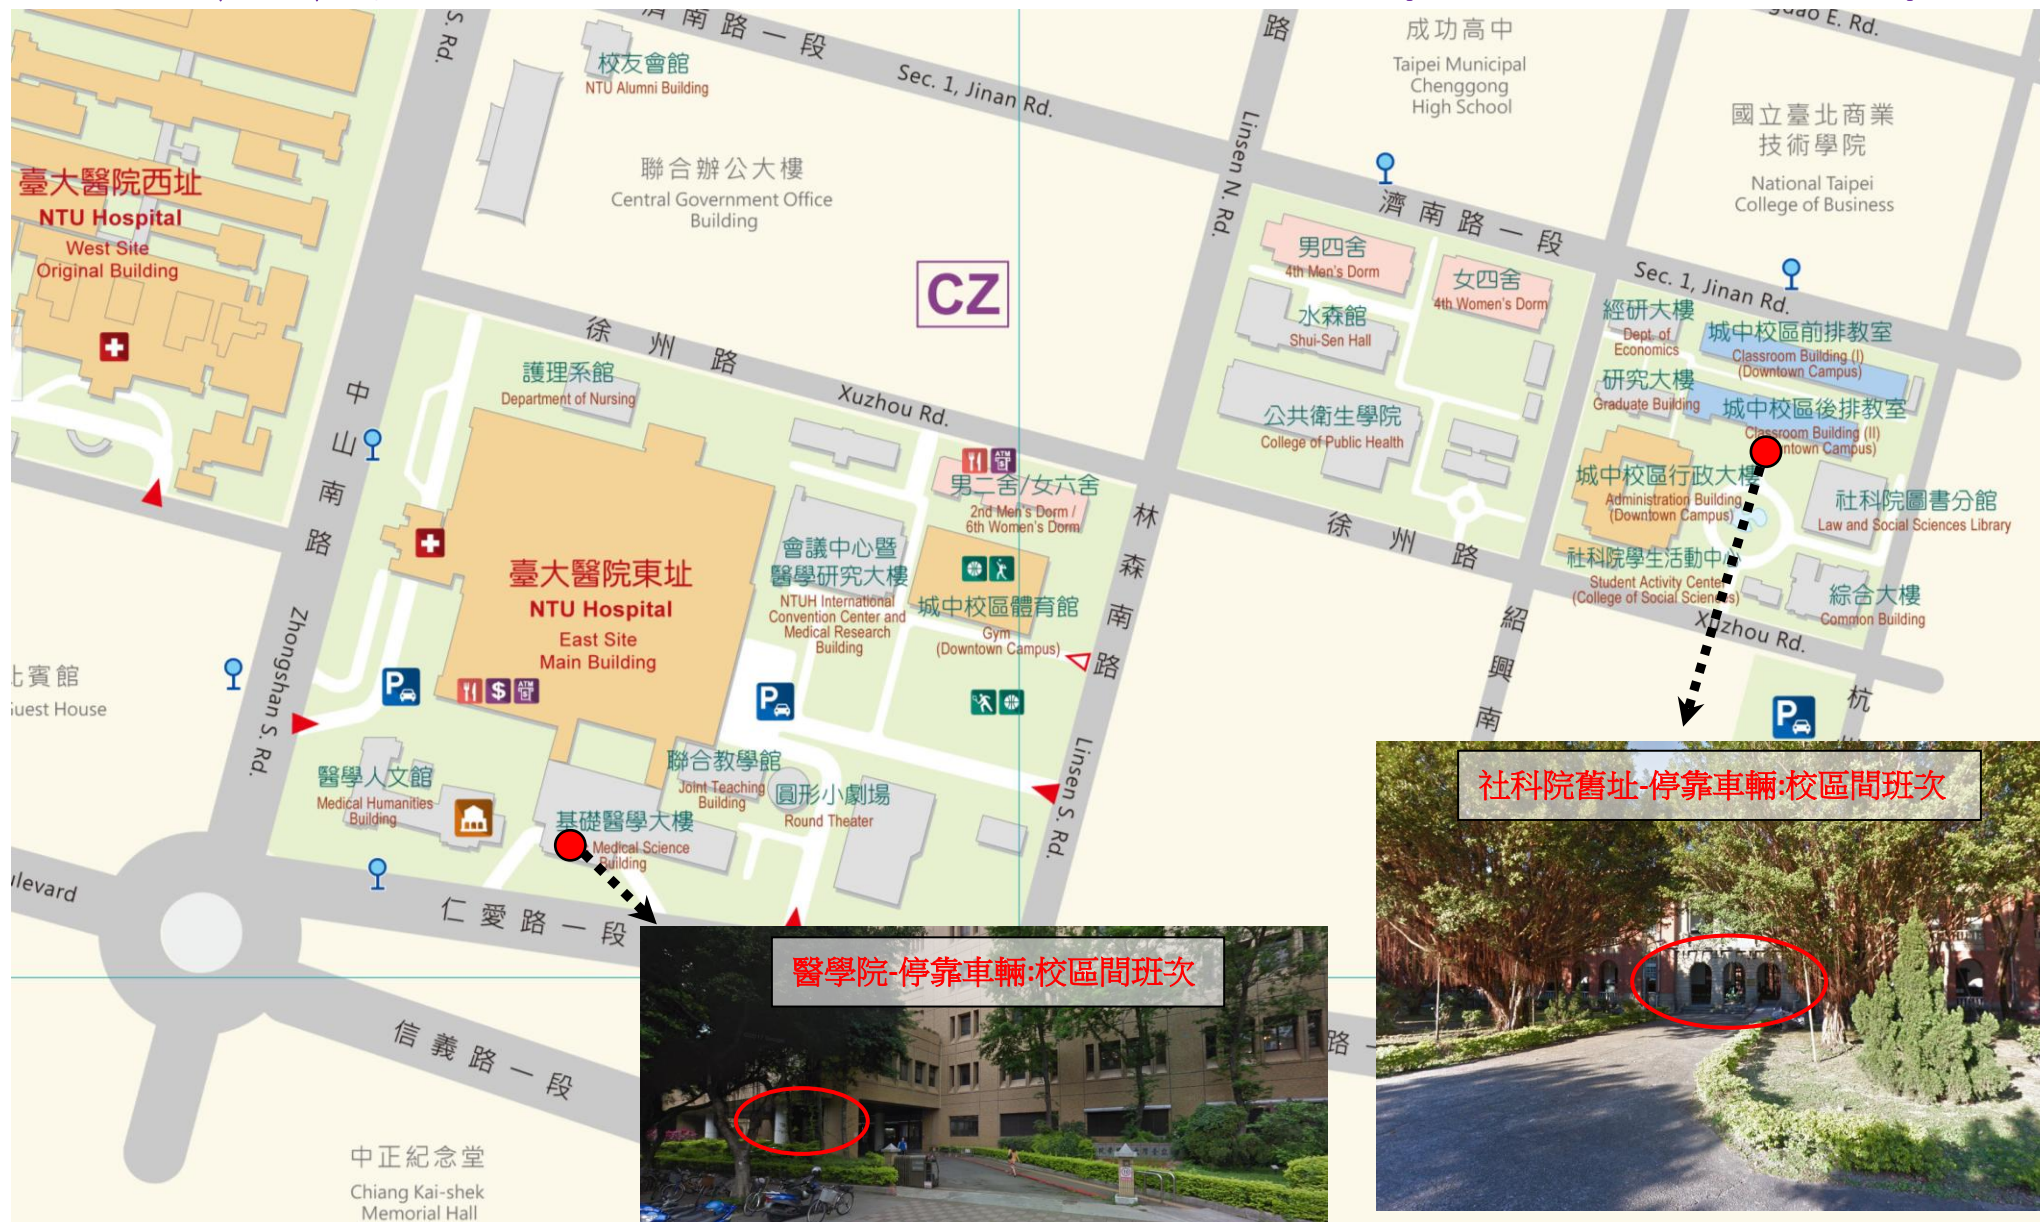 濟南路一段
Sec. 1, Jinan Rd.
S. Rd.
校友會館
NTU Alumni Building
聯合辦公大樓
Central Government Office
Building
臺大醫院西址
NTU Hospital
West Site
Original Building
CZ
路
Linsen N. Rd.
成功高中
Taipei Municipal
Chenggong
High School
E. Rd.
國立臺北商業
技術學院
National Taipei
College of Business
濟南路一段
Sec. 1, Jinan Rd.
男四舍
4th Men's Dorm
女四舍
4th Women's Dorm
水森館
Shui-Sen Hall
公共衛生學院
College of Public Health
經研大樓
Dept. of
Economics
城中校區前排教室
Classroom Building (I)
(Downtown Campus)
研究大樓
Graduate Building
城中校區後排教室
Classroom Building (II)
ntown Campus)
城中校區行政大樓
Administration Building
(Downtown Campus)
社科院圖書分館
Law and Social Sciences Library
社科院學生活動中心
Student Activity Center
(College of Social Sciences)
綜合大樓
Common Building
徐州路
Xuzhou Rd.
徐州路
Xuzhou Rd.
護理系館
Department of Nursing
中山南路
Zhongshan S. Rd.
臺大醫院東址
NTU Hospital
East Site
Main Building
會議中心暨
醫學研究大樓
NTUH International
Convention Center and
Medical Research
Building
ATM
男二舍/女六舍
2nd Men's Dorm /
6th Women's Dorm
城中校區體育館
Gym
(Downtown Campus)
林森南路
Linsen S. Rd.
紹興南
杭
P
P
P
$
ATM
賓館
Guest House
醫學人文館
Medical Humanities
Building
聯合教學館
Joint Teaching
Building
圓形小劇場
Round Theater
基礎醫學大樓
Medical Science
Building
仁愛路一段
ulevard
信義路一段
路
中正紀念堂
Chiang Kai-shek
Memorial Hall
醫學院-停靠車輛:校區間班次
社科院舊址-停靠車輛:校區間班次